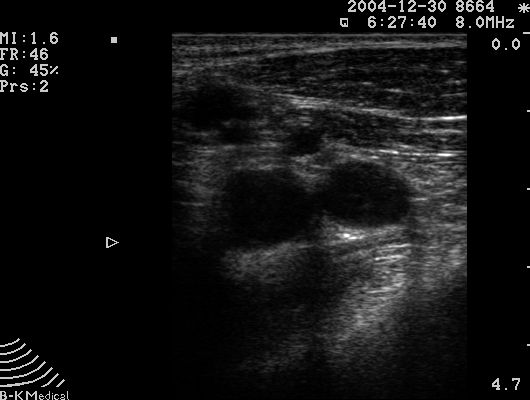 2004-12-30 8664 *
6:27:40 8.0MHz
MI:1.6
FR:46
G: 45%
Prs:2
0.0
4.7
B-KMedical